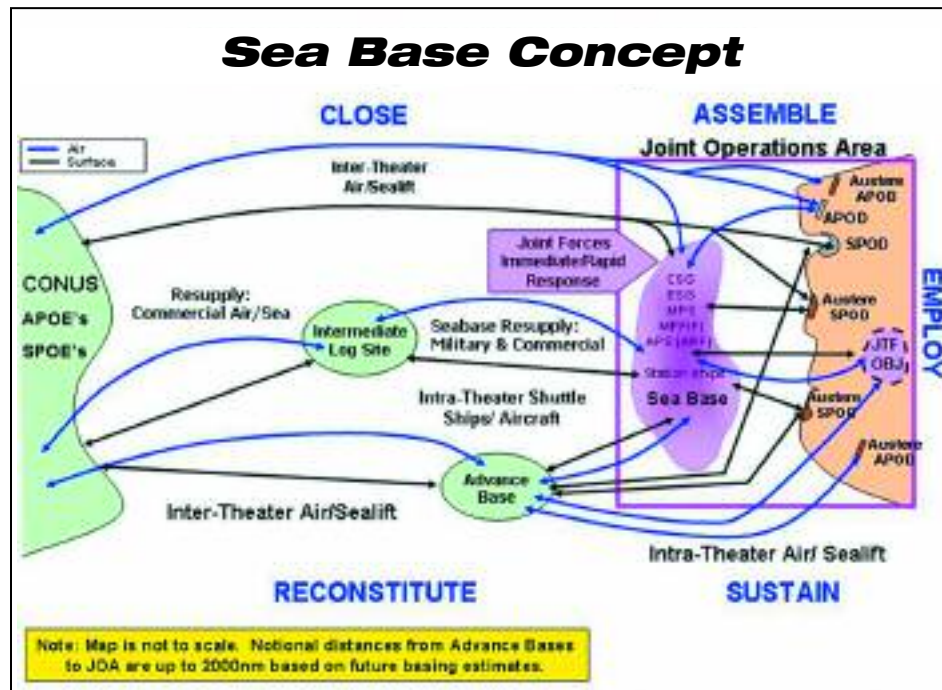 Sea Base Concept
CLOSE
ASSEMBLE
Air
Surface
Joint Operations Area
Inter-Theater
Air/Sealift
Austere
APOD
APOD
SPOD
Joint Forces
Immediate/Rapid
Response
CONUS
APOE's
SPOE's
Resupply:
Commercial Air/Sea
Intermediate
Log Site
Seabase Resupply:
Military & Commercial
CSG
ESG
MPS
MPF(F)
Station Ships
Sea Base
Austere
SPOD
EMPLOY
JTF
OBJ
Intra-Theater Shuttle
Ships/ Aircraft
Austere
SPOD
Austere
APOD
Advance
Base
Inter-Theater Air/Sealift
Intra-Theater Air/ Sealift
RECONSTITUTE
SUSTAIN
Note: Map is not to scale. Notional distances from Advance Bases
to JOA are up to 2000nm based on future basing estimates.